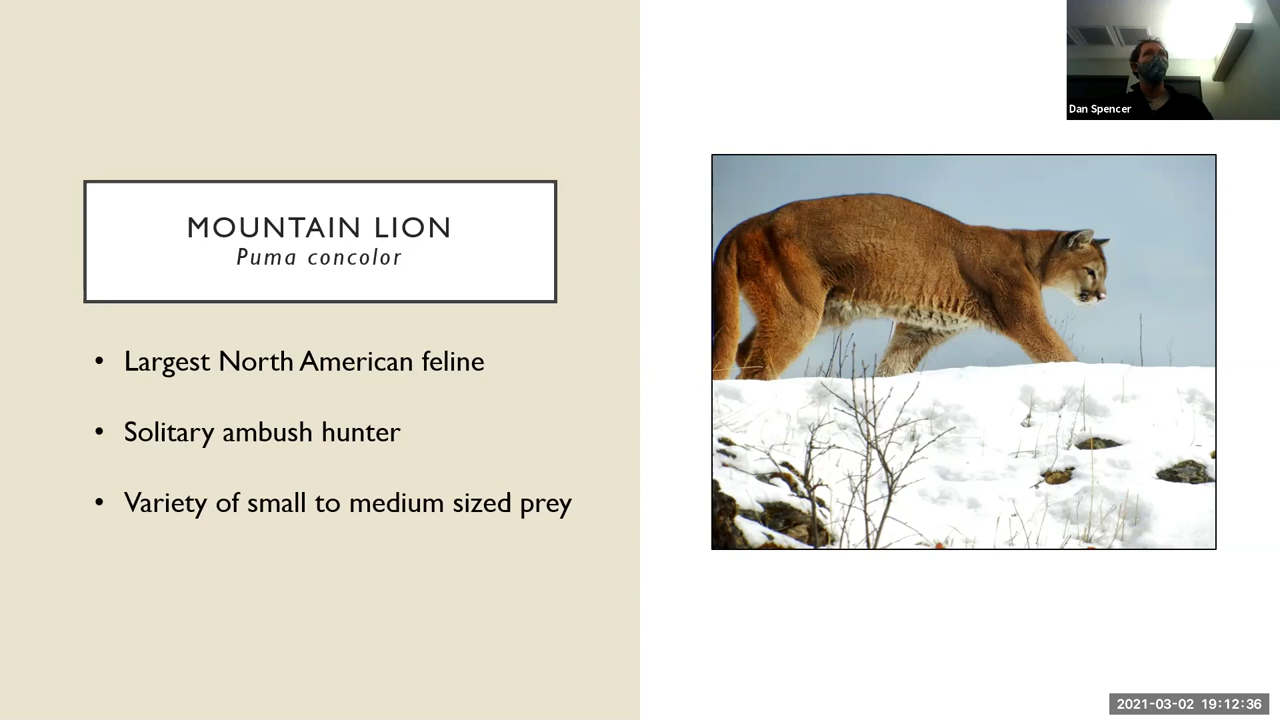 MOUNTAIN LION
Puma concolor
• Largest North American feline
• Solitary ambush hunter
• Variety of small to medium sized prey
Dan Spencer
2021-03-02 19:12:36